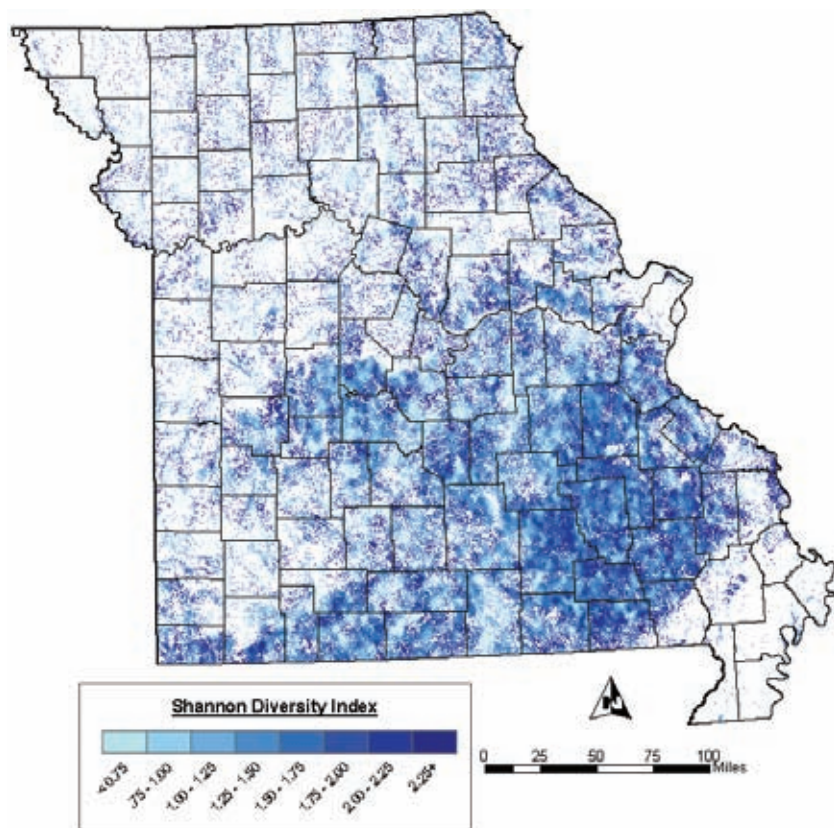 Shannon Diversity Index
<0.75
.75 - 1.00
1.00 - 1.25
1.25 - 1.50
1.50 - 1.75
1.75 - 2.00
2.00 - 2.25
2.25+
N
0 25 50 75 100
Miles